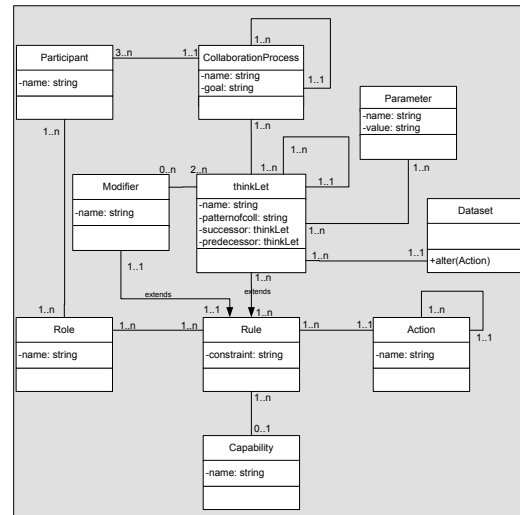 1..n
Participant
3..n
1..1
CollaborationProcess
-name: string
-name: string
-goal: string
1..1
Parameter
-name: string
-value: string
1..n
1..n
1..n
1..n
0..n
2..n
1..n
1..n
Modifier
thinkLet
1..1
-name: string
-name: string
-patternofcoll: string
-successor: thinkLet
-predecessor: thinkLet
Dataset
1..n
+alter(Action)
1..1
1..n
1..1
1..n
extends
extends
1..n
1..n
1..1
1..n
Role
1..n
1..n
Rule
1..n
1..1
Action
-name: string
-constraint: string
-name: string
1..1
1..n
0..1
Capability
-name: string